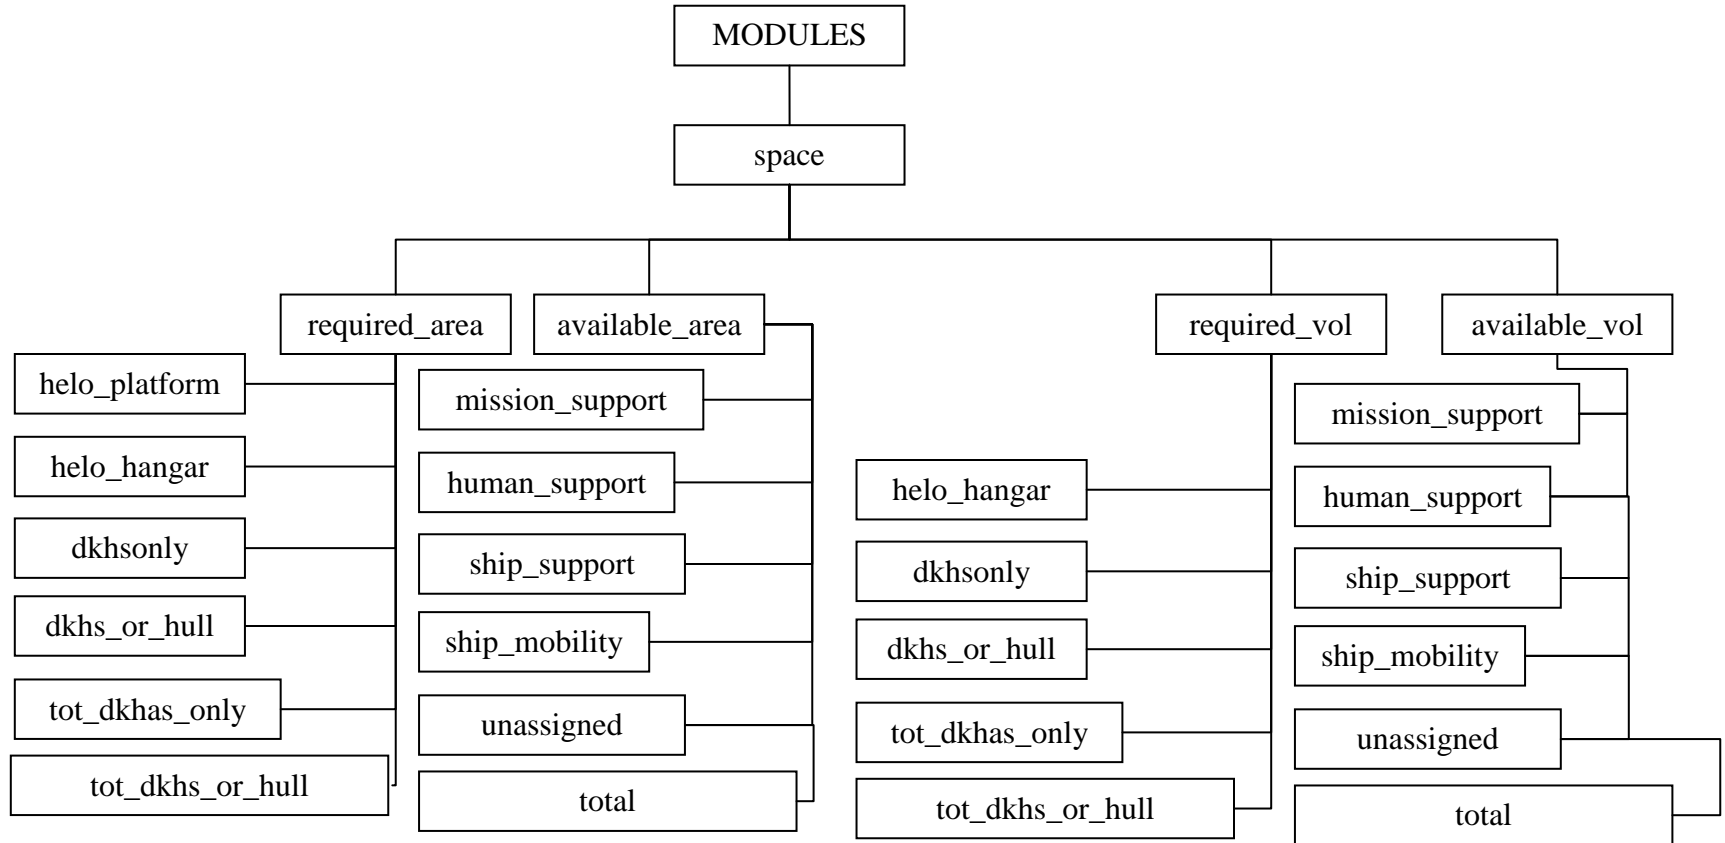 MODULES
space
required_area
available_area
required_vol
available_vol
helo_platform
helo_hangar
dkhsonly
dkhs_or_hull
tot_dkhas_only
tot_dkhs_or_hull
mission_support
human_support
ship_support
ship_mobility
unassigned
total
helo_hangar
dkhsonly
dkhs_or_hull
tot_dkhas_only
tot_dkhs_or_hull
mission_support
human_support
ship_support
ship_mobility
unassigned
total